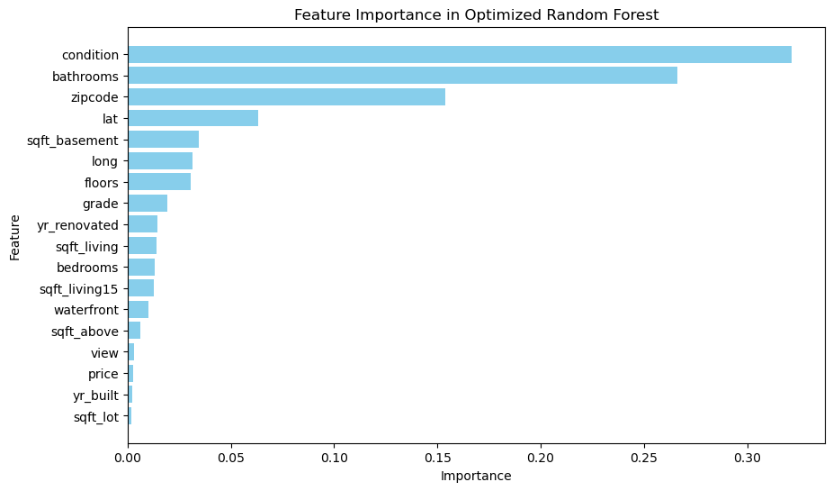 Feature Importance in Optimized Random Forest
condition
bathrooms
zipcode
lat
sqft_basement
long
floors
grade
yr_renovated
sqft_living
bedrooms
sqft_living15
waterfront
sqft_above
view
price
yr_built
sqft_lot
Feature
0.00 0.05 0.10 0.15 0.20 0.25 0.30
Importance